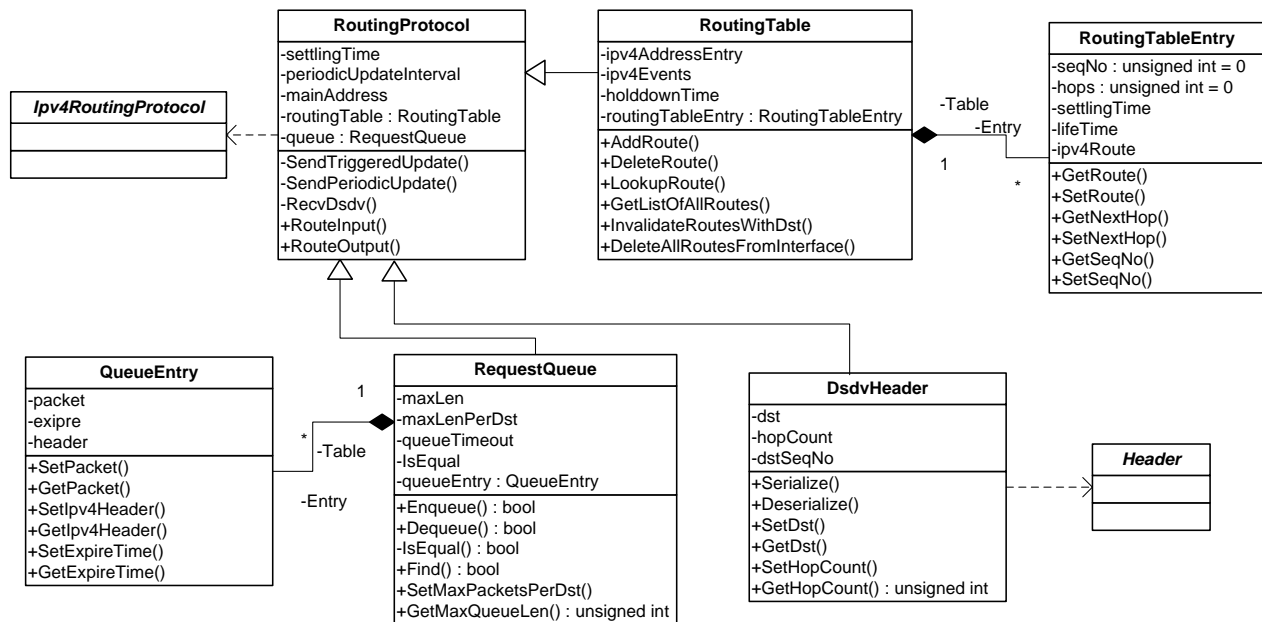 Ipv4RoutingProtocol
RoutingProtocol
-settlingTime
-periodicUpdateInterval
-mainAddress
-routingTable : RoutingTable
-queue : RequestQueue
-SendTriggeredUpdate()
-SendPeriodicUpdate()
-RecvDsdv()
+RouteInput()
+RouteOutput()
RoutingTable
-ipv4AddressEntry
-ipv4Events
-holddownTime
-routingTableEntry : RoutingTableEntry
+AddRoute()
+DeleteRoute()
+LookupRoute()
+GetListOfAllRoutes()
+InvalidateRoutesWithDst()
+DeleteAllRoutesFromInterface()
-Table
-Entry
1
*
RoutingTableEntry
-seqNo : unsigned int = 0
-hops : unsigned int = 0
-settlingTime
-lifeTime
-ipv4Route
+GetRoute()
+SetRoute()
+GetNextHop()
+SetNextHop()
+GetSeqNo()
+SetSeqNo()
QueueEntry
-packet
-exipre
-header
+SetPacket()
+GetPacket()
+SetIpv4Header()
+GetIpv4Header()
+SetExpireTime()
+GetExpireTime()
1
*
-Table
-Entry
RequestQueue
-maxLen
-maxLenPerDst
-queueTimeout
-IsEqual
-queueEntry : QueueEntry
+Enqueue() : bool
+Dequeue() : bool
-IsEqual() : bool
+Find() : bool
+SetMaxPacketsPerDst()
+GetMaxQueueLen() : unsigned int
DsdvHeader
-dst
-hopCount
-dstSeqNo
+Serialize()
+Deserialize()
+SetDst()
+GetDst()
+SetHopCount()
+GetHopCount() : unsigned int
Header